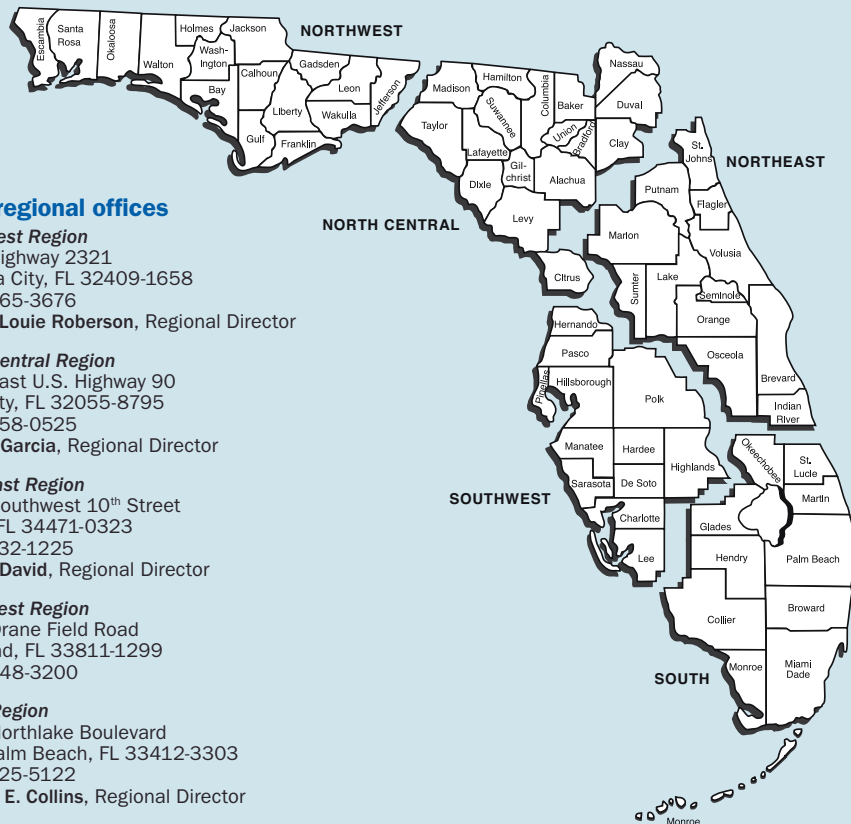 NORTHWEST
Escambia
Santa
Rosa
Okaloosa
Walton
Holmes
Jackson
Wash-
ington
Bay
Calhoun
Gulf
Gadsden
Liberty
Franklin
Leon
Wakulla
Jefferson
NORTH CENTRAL
Madison
Hamilton
Taylor
Suwannee
Lafayette
Columbia
Baker
Union
Bradford
Gil-
christ
Dixie
Alachua
Levy
Citrus
Nassau
Duval
Clay
NORTHEAST
St.
Johns
Putnam
Flagler
Marion
Volusia
Sumter
Lake
Seminole
Orange
Osceola
Brevard
Indian
River
SOUTHWEST
Hernando
Pasco
Pinellas
Hillsborough
Polk
Manatee
Hardee
Highlands
Sarasota
De Soto
Charlotte
Lee
SOUTH
Okeechobee
St.
Lucie
Martin
Glades
Hendry
Palm Beach
Collier
Broward
Monroe
Miami
Dade
Monroe
regional offices
est Region
ighway 2321
a City, FL 32409-1658
65-3676
Louie Roberson, Regional Director
entral Region
ast U.S. Highway 90
ty, FL 32055-8795
58-0525
Garcia, Regional Director
ast Region
outhwest 10th Street
FL 34471-0323
32-1225
David, Regional Director
est Region
Drane Field Road
nd, FL 33811-1299
48-3200
Region
Northlake Boulevard
alm Beach, FL 33412-3303
25-5122
E. Collins, Regional Director